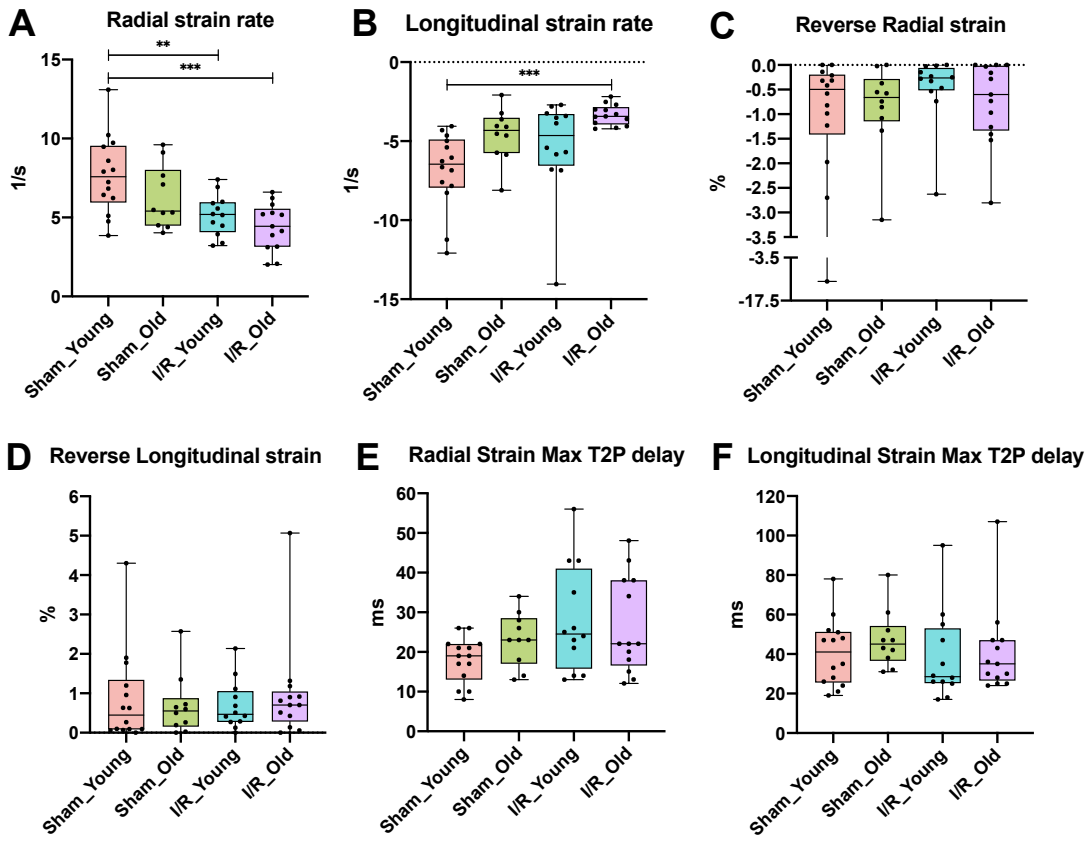 A
Radial strain rate
**
***
15
10
5
0
1/s
Sham_Young
Sham_Old
I/R_Young
I/R_Old
B
Longitudinal strain rate
***
0
-5
-10
-15
1/s
Sham_Young
Sham_Old
I/R_Young
I/R_Old
C
Reverse Radial strain
0.0
-0.5
-1.0
-1.5
-2.0
-2.5
-3.0
-3.5
-3.5
-17.5
%
Sham_Young
Sham_Old
I/R_Young
I/R_Old
D
Reverse Longitudinal strain
6
5
4
3
2
1
0
%
Sham_Young
Sham_Old
I/R_Young
I/R_Old
E
Radial Strain Max T2P delay
60
50
40
30
20
10
0
ms
Sham_Young
Sham_Old
I/R_Young
I/R_Old
F
Longitudinal Strain Max T2P delay
120
100
80
60
40
20
0
ms
Sham_Young
Sham_Old
I/R_Young
I/R_Old